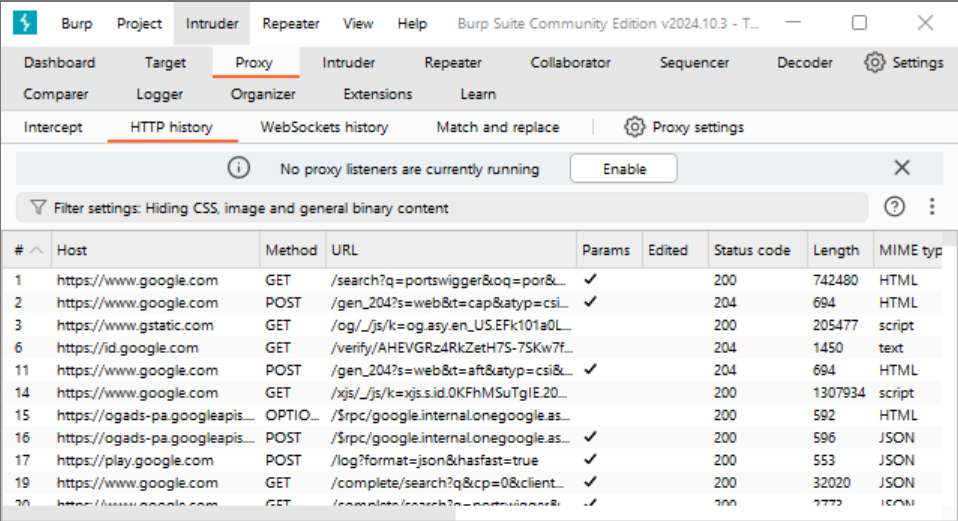 Burp Project Intruder Repeater View Help Burp Suite Community Edition v2024.10.3 - T...
Dashboard Target Proxy Intruder Repeater Collaborator Sequencer Decoder Settings
Comparer Logger Organizer Extensions Learn
Intercept HTTP history WebSockets history Match and replace Proxy settings
No proxy listeners are currently running Enable
Filter settings: Hiding CSS, image and general binary content
# Host Method URL Params Edited Status code Length MIME typ
1 https://www.google.com GET /search?q=portswigger&oq=por&... ✓ 200 742480 HTML
2 https://www.google.com POST /gen_204?s=web&t=cap&atyp=csi... ✓ 204 694 HTML
3 https://www.gstatic.com GET /og/_/js/k=og.asy.en_US.EFk101a0L... 200 205477 script
6 https://id.google.com GET /verify/AHEVGRz4RkZetH7S-7SKw7f... 204 1450 text
11 https://www.google.com POST /gen_204?s=web&t=aft&atyp=csi&... ✓ 204 694 HTML
14 https://www.google.com GET /xjs/_/js/k=xjs.s.id.0KFhMSuTgIE.20... 200 1307934 script
15 https://ogads-pa.googleapis.... OPTIO... /$rpc/google.internal.onegoogle.as... 200 592 HTML
16 https://ogads-pa.googleapis.... POST /$rpc/google.internal.onegoogle.as... ✓ 200 596 JSON
17 https://play.google.com POST /log?format=json&hasfast=true ✓ 200 553 JSON
19 https://www.google.com GET /complete/search?q&cp=0&client... ✓ 200 32020 JSON
20 https://www.google.com GET /complete/search?q=portswigger&... ✓ 200 2773 JSON